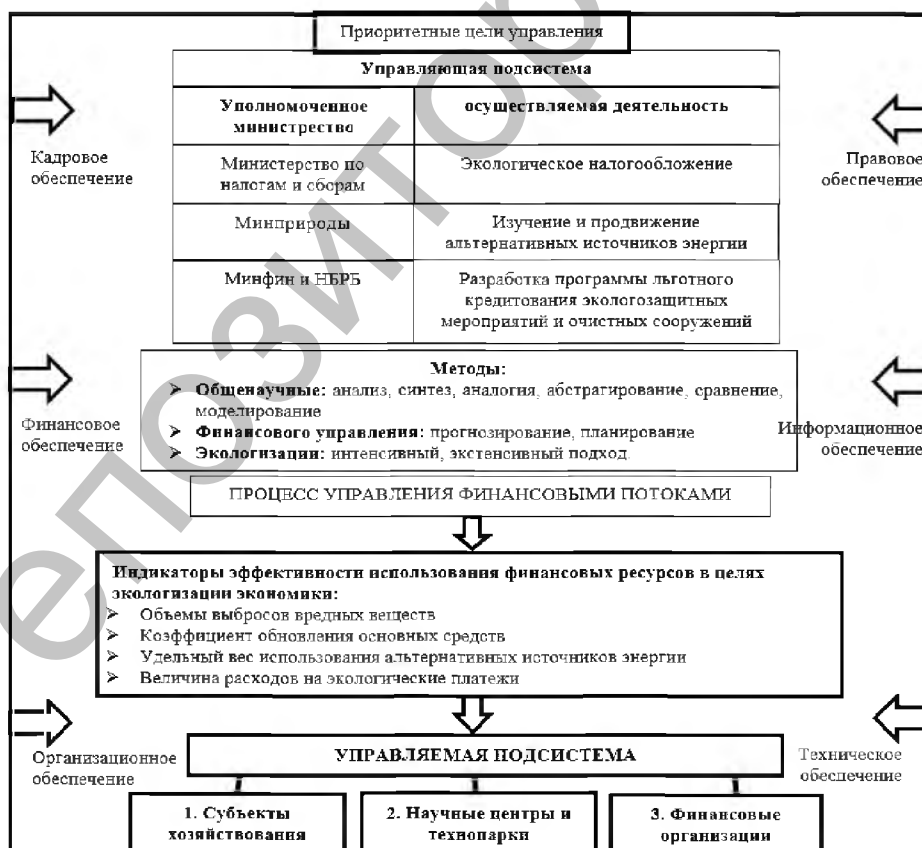 Приоритетные цели управления
Управляющая подсистема
Уполномоченное
министрество
осуществляемая деятельность
Министерство по
налогам и сборам
Экологическое налогообложение
Минприроды
Изучение и продвижение
альтернативных источников энергии
Минфин и НБРБ
Разработка программы льготного
кредитования экологозащитных
мероприятий и очистных сооружений
Кадровое
обеспечение
Правовое
обеспечение
Методы:
➤ Общенаучные: анализ, синтез, аналогия, абстрагирование, сравнение,
моделирование
➤ Финансового управления: прогнозирование, планирование
➤ Экологизации: интенсивный, экстенсивный подход.
Финансовое
обеспечение
Информационное
обеспечение
ПРОЦЕСС УПРАВЛЕНИЯ ФИНАНСОВЫМИ ПОТОКАМИ
Индикаторы эффективности использования финансовых ресурсов в целях
экологизации экономики:
➤ Объемы выбросов вредных веществ
➤ Коэффициент обновления основных средств
➤ Удельный вес использования альтернативных источников энергии
➤ Величина расходов на экологические платежи
Организационное
обеспечение
Техническое
обеспечение
УПРАВЛЯЕМАЯ ПОДСИСТЕМА
1. Субъекты
хозяйствования
2. Научные центры и
технопарки
3. Финансовые
организации
епозитор